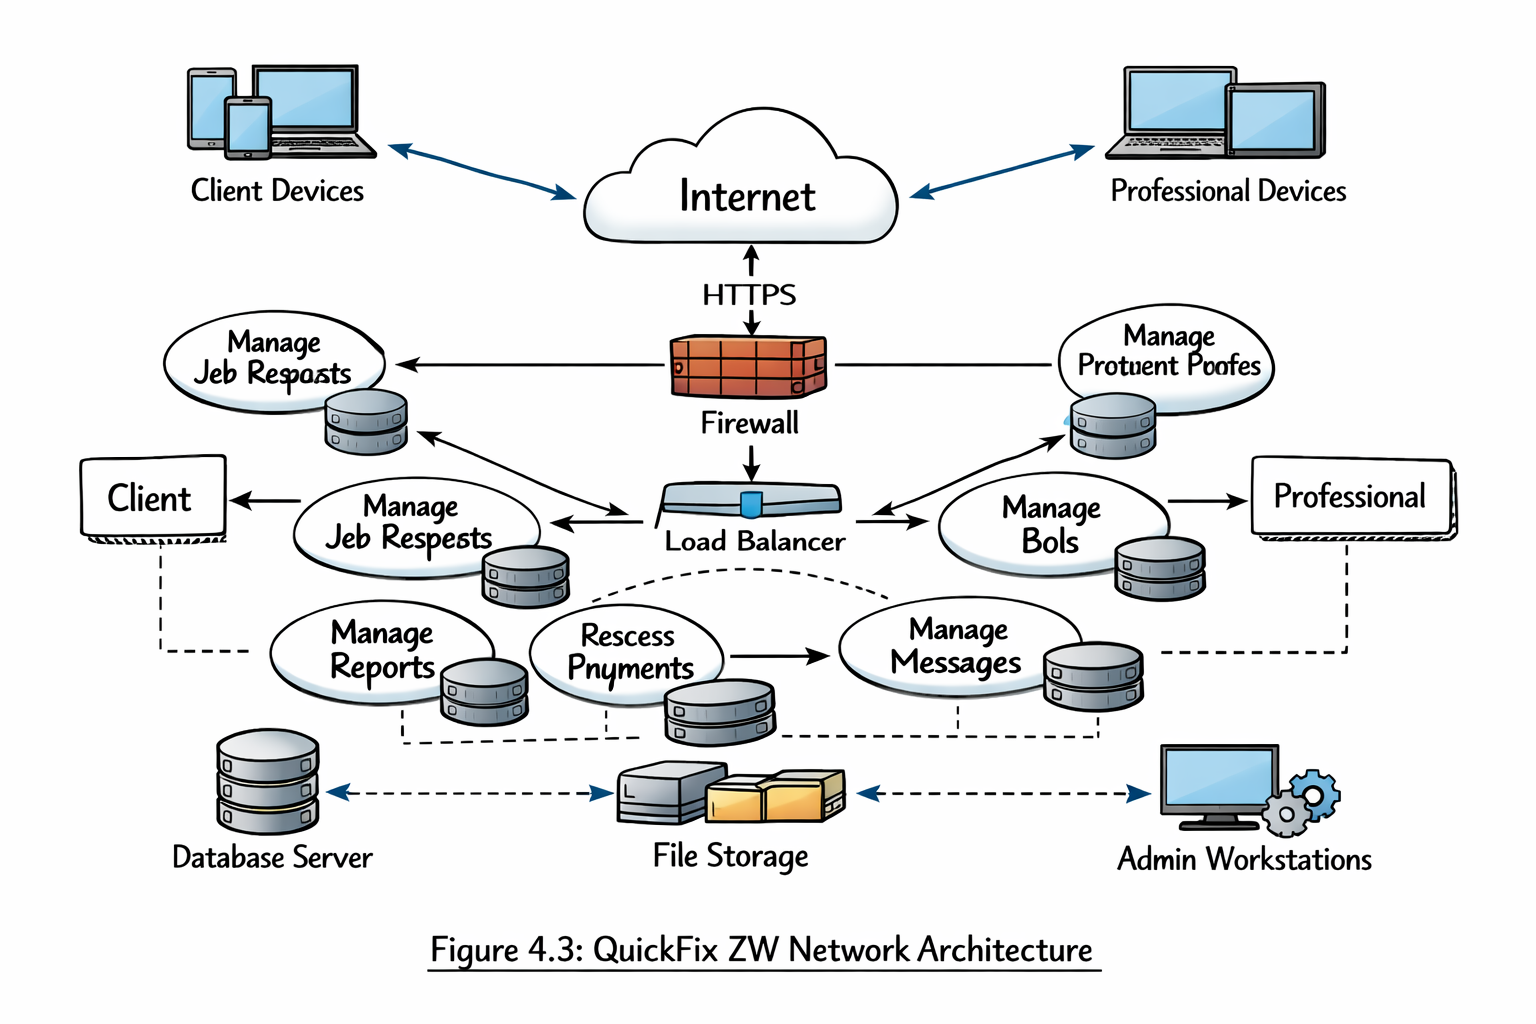 Client Devices
Internet
Professional Devices
HTTPS
Manage
Jeb Respasts
Manage
Protuent Poofes
Firewall
Client
Manage
Jeb Respests
Load Balancer
Manage
Bols
Professional
Manage
Reports
Rescess
Pnyments
Manage
Messages
Database Server
File Storage
Admin Workstations
Figure 4.3: QuickFix ZW Network Architecture